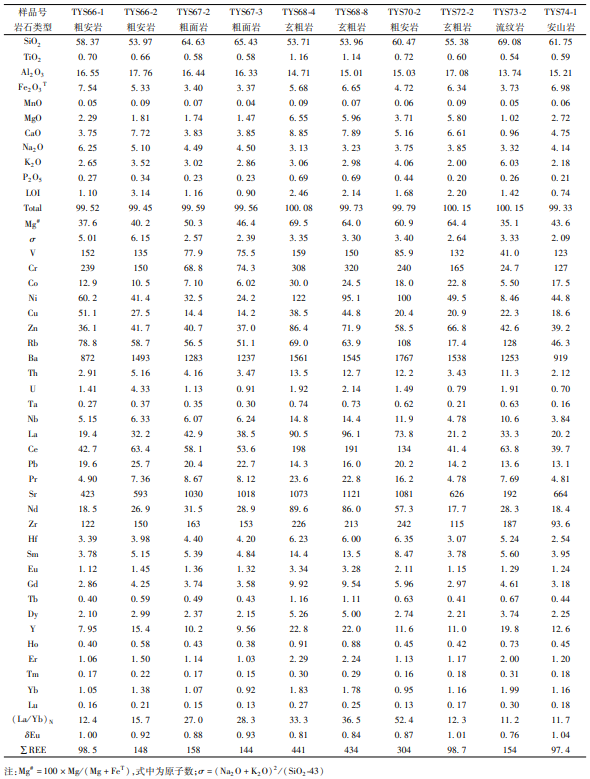 样品号 TYS66-1 TYS66-2 TYS67-2 TYS67-3 TYS68-4 TYS68-8 TYS70-2 TYS72-2 TYS73-2 TYS74-1
岩石类型 粗安岩 粗安岩 粗面岩 粗面岩 玄粗岩 玄粗岩 粗安岩 玄粗岩 流纹岩 安山岩
SiO2 58.37 53.97 64.63 65.43 53.71 53.96 60.47 55.38 69.08 61.75
TiO2 0.70 0.66 0.58 0.58 1.16 1.14 0.72 0.60 0.54 0.59
Al2O3 16.55 17.76 16.44 16.33 14.71 15.01 15.03 17.08 13.74 15.21
Fe2O3T 7.54 5.33 3.40 3.37 5.68 6.65 4.72 6.34 3.73 6.98
MnO 0.05 0.09 0.07 0.04 0.09 0.07 0.06 0.09 0.05 0.06
MgO 2.29 1.81 1.74 1.47 6.55 5.96 3.71 5.80 1.02 2.72
CaO 3.75 7.72 3.83 3.85 8.85 7.89 5.16 6.61 0.96 4.75
Na2O 6.25 5.10 4.49 4.50 3.13 3.23 3.75 3.85 3.32 4.14
K2O 2.65 3.52 3.02 2.86 3.06 2.98 4.06 2.00 6.03 2.18
P2O5 0.27 0.34 0.23 0.23 0.69 0.69 0.44 0.20 0.26 0.21
LOI 1.10 3.14 1.16 0.90 2.46 2.14 1.68 2.20 1.42 0.74
Total 99.52 99.45 99.59 99.56 100.08 99.73 99.79 100.15 100.15 99.33
Mg# 37.6 40.2 50.3 46.4 69.5 64.0 60.9 64.4 35.1 43.6
σ 5.01 6.15 2.57 2.39 3.35 3.30 3.40 2.64 3.33 2.09
V 152 135 77.9 75.5 159 150 85.9 132 41.0 123
Cr 239 150 68.8 74.3 308 320 240 165 24.7 127
Co 12.9 10.5 7.10 6.02 30.0 24.5 18.0 22.8 5.50 17.5
Ni 60.2 41.4 32.5 24.2 122 95.1 100 49.5 8.46 44.8
Cu 51.1 27.5 14.4 14.2 38.5 44.8 20.4 20.9 22.3 18.6
Zn 36.1 41.7 40.7 37.0 86.4 71.9 58.5 66.8 42.6 39.2
Rb 78.8 58.7 56.5 51.1 69.0 63.9 108 17.4 128 46.3
Ba 872 1493 1283 1237 1561 1545 1767 1538 1253 919
Th 2.91 5.16 4.16 3.47 13.5 12.7 12.2 3.43 11.3 2.12
U 1.41 4.33 1.13 0.91 1.92 2.14 1.49 0.79 1.91 0.70
Ta 0.27 0.37 0.35 0.30 0.74 0.73 0.62 0.21 0.63 0.16
Nb 5.15 6.33 6.07 6.24 14.8 14.4 11.9 4.78 10.6 3.84
La 19.4 32.2 42.9 38.5 90.5 96.1 73.8 21.2 33.3 20.2
Ce 42.7 63.4 58.1 53.6 198 191 134 41.4 63.8 39.7
Pb 19.6 25.7 20.4 22.7 14.3 16.0 20.2 14.2 13.6 13.1
Pr 4.90 7.36 8.67 8.12 23.6 22.8 16.2 4.78 7.69 4.81
Sr 423 593 1030 1018 1073 1121 1081 626 192 664
Nd 18.5 26.9 31.5 28.9 89.6 86.0 57.3 17.7 28.3 18.4
Zr 122 150 163 153 226 213 242 115 187 93.6
Hf 3.39 3.98 4.40 4.20 6.23 6.00 6.35 3.07 5.24 2.54
Sm 3.78 5.15 5.39 4.84 14.4 13.5 8.47 3.78 5.60 3.95
Eu 1.12 1.45 1.36 1.32 3.34 3.28 2.11 1.15 1.29 1.24
Gd 2.86 4.25 3.74 3.58 9.92 9.54 5.96 2.97 4.61 3.18
Tb 0.40 0.59 0.49 0.43 1.16 1.11 0.63 0.41 0.67 0.44
Dy 2.10 2.99 2.37 2.15 5.26 5.00 2.74 2.21 3.74 2.25
Y 7.95 15.4 10.2 9.56 22.8 22.0 11.6 11.0 19.8 12.6
Ho 0.40 0.58 0.43 0.38 0.91 0.88 0.45 0.42 0.73 0.45
Er 1.06 1.50 1.14 1.03 2.29 2.24 1.13 1.17 2.00 1.20
Tm 0.17 0.22 0.17 0.15 0.30 0.29 0.16 0.18 0.31 0.18
Yb 1.05 1.38 1.07 0.92 1.83 1.78 0.95 1.16 1.99 1.16
Lu 0.16 0.21 0.15 0.13 0.27 0.25 0.13 0.17 0.30 0.18
(La/Yb)N 12.4 15.7 27.0 28.3 33.3 36.5 52.4 12.3 11.2 11.7
δEu 1.00 0.92 0.88 0.93 0.81 0.84 0.87 1.01 0.76 1.04
∑REE 98.5 148 158 144 441 434 304 98.7 154 97.4
注:Mg#=100×Mg/(Mg+FeT),式中为原子数;σ=(Na2O+K2O)2/(SiO2-43)